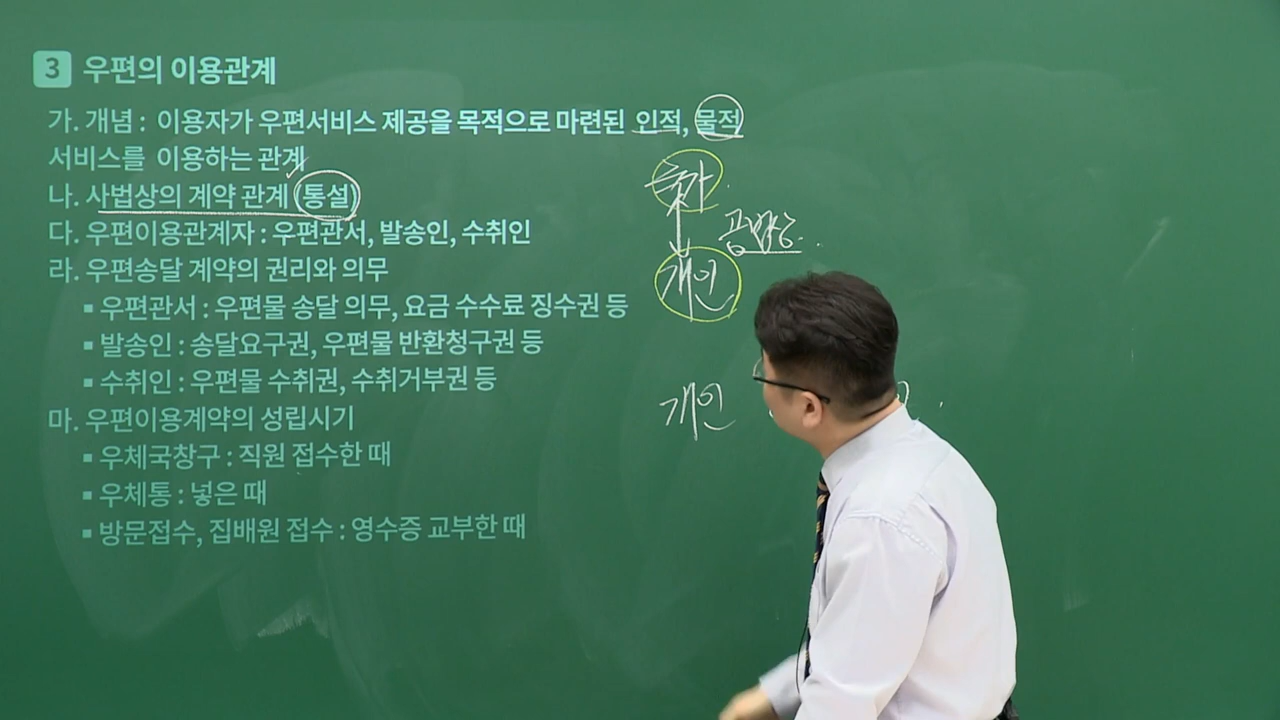 3 우편의 이용관계
가. 개념 : 이용자가 우편서비스 제공을 목적으로 마련된 인적, 물적
서비스를 이용하는 관계
나. 사법상의 계약 관계 (통설)
다. 우편이용관계자 : 우편관서, 발송인, 수취인
라. 우편송달 계약의 권리와 의무
▪ 우편관서 : 우편물 송달 의무, 요금 수수료 징수권 등
▪ 발송인 : 송달요구권, 우편물 반환청구권 등
▪ 수취인 : 우편물 수취권, 수취거부권 등
마. 우편이용계약의 성립시기
▪ 우체국창구 : 직원 접수한 때
▪ 우체통 : 넣은 때
▪ 방문접수, 집배원 접수 : 영수증 교부한 때
국가
공법상
개인
개인